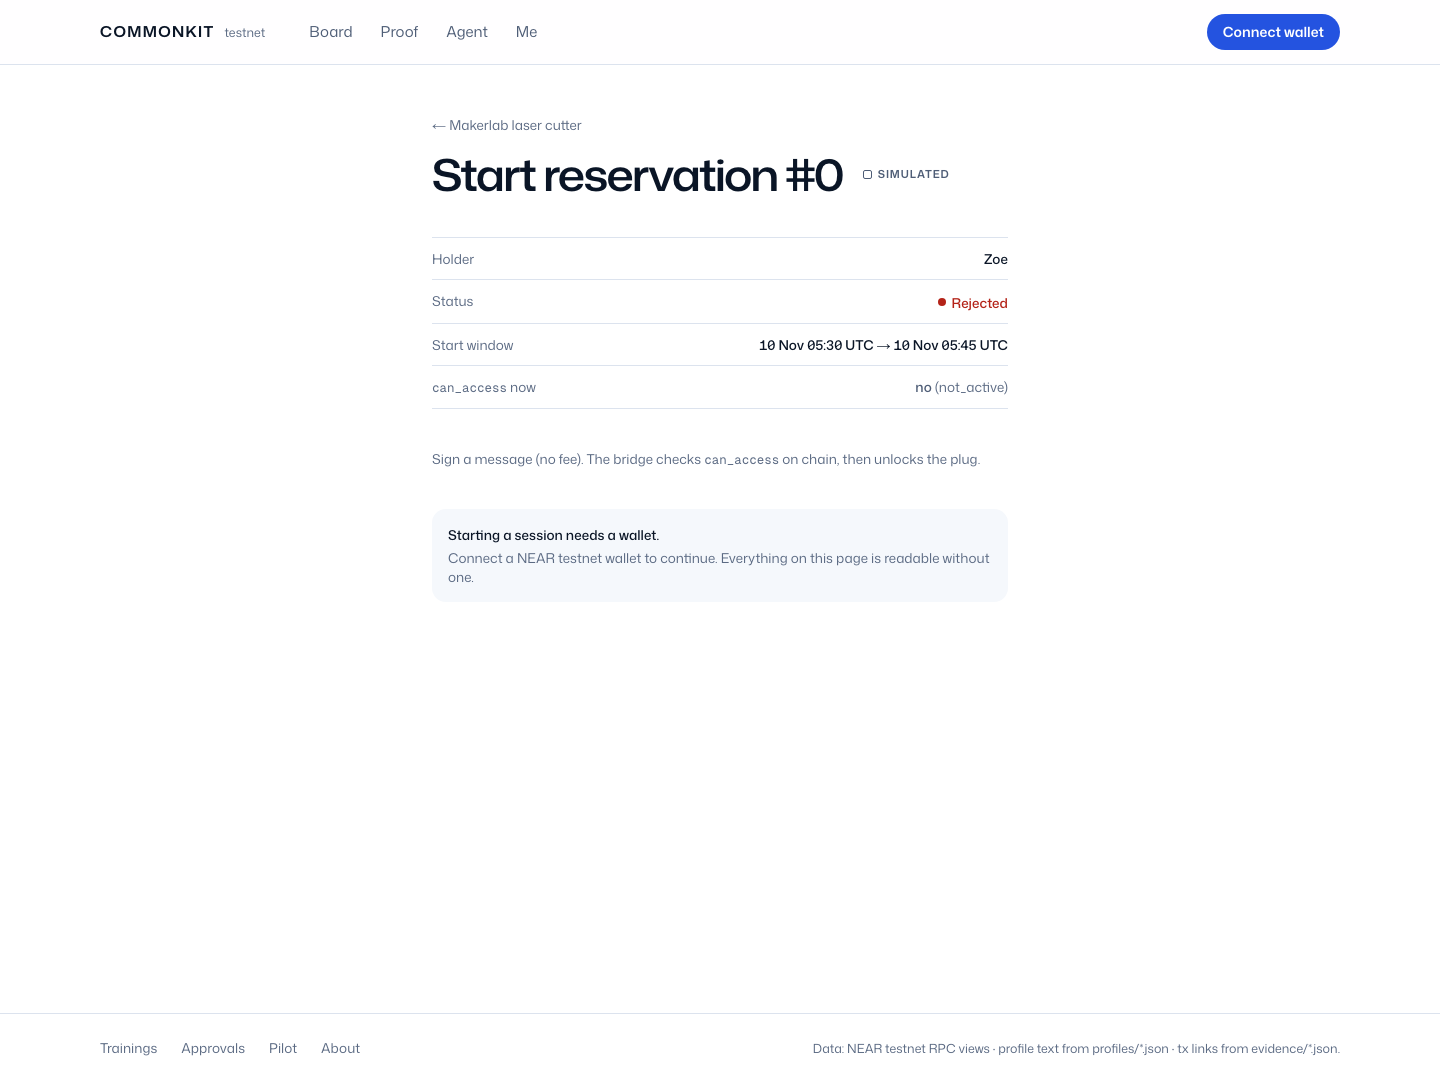 COMMONKIT testnet Board Proof Agent Me Connect wallet
← Makerlab laser cutter
Start reservation #0 SIMULATED
Holder Zoe
Status Rejected
Start window 10 Nov 05:30 UTC → 10 Nov 05:45 UTC
can_access now no (not_active)
Sign a message (no fee). The bridge checks can_access on chain, then unlocks the plug.
Starting a session needs a wallet.
Connect a NEAR testnet wallet to continue. Everything on this page is readable without
one.
Trainings Approvals Pilot About Data: NEAR testnet RPC views · profile text from profiles/*.json · tx links from evidence/*.json.